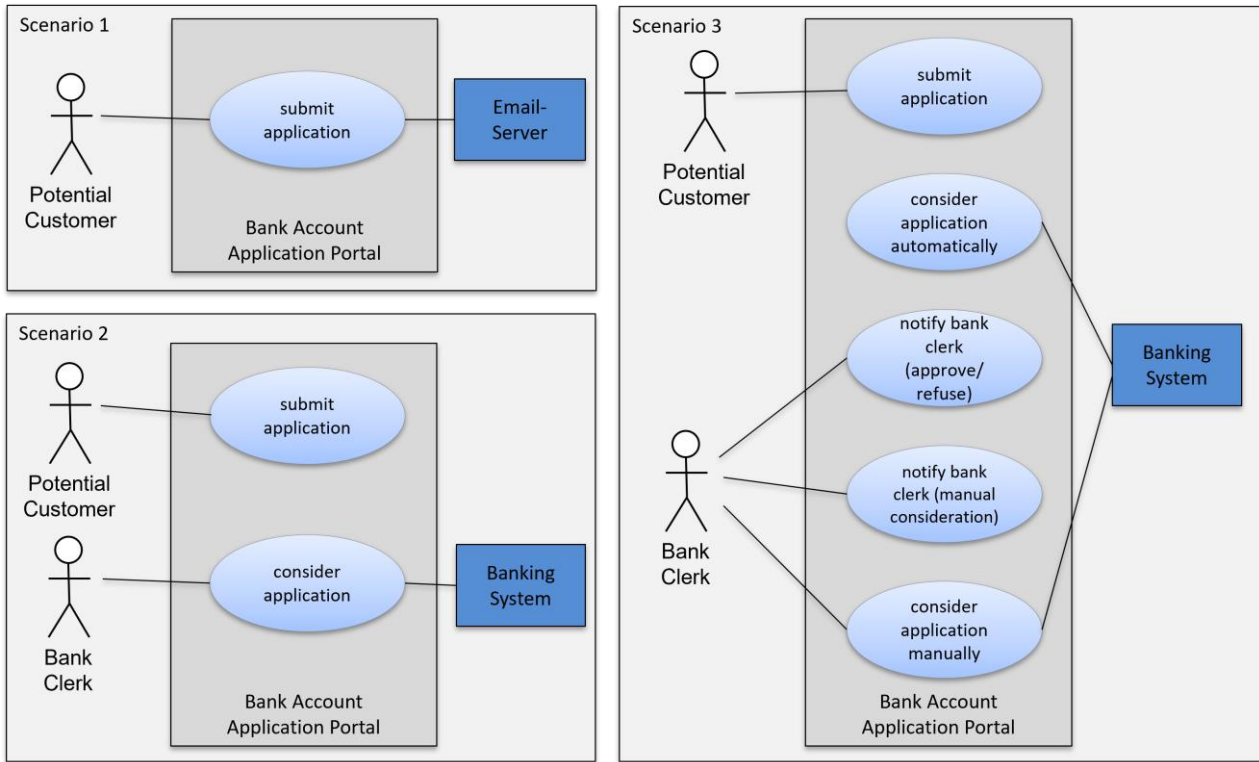 Scenario 1
submit
application
Email-
Server
Potential
Customer
Bank Account
Application Portal
Scenario 2
submit
application
Potential
Customer
consider
application
Banking
System
Bank
Clerk
Bank Account
Application Portal
Scenario 3
submit
application
Potential
Customer
consider
application
automatically
notify bank
clerk
(approve/
refuse)
Banking
System
notify bank
clerk (manual
consideration)
Bank
Clerk
consider
application
manually
Bank Account
Application Portal